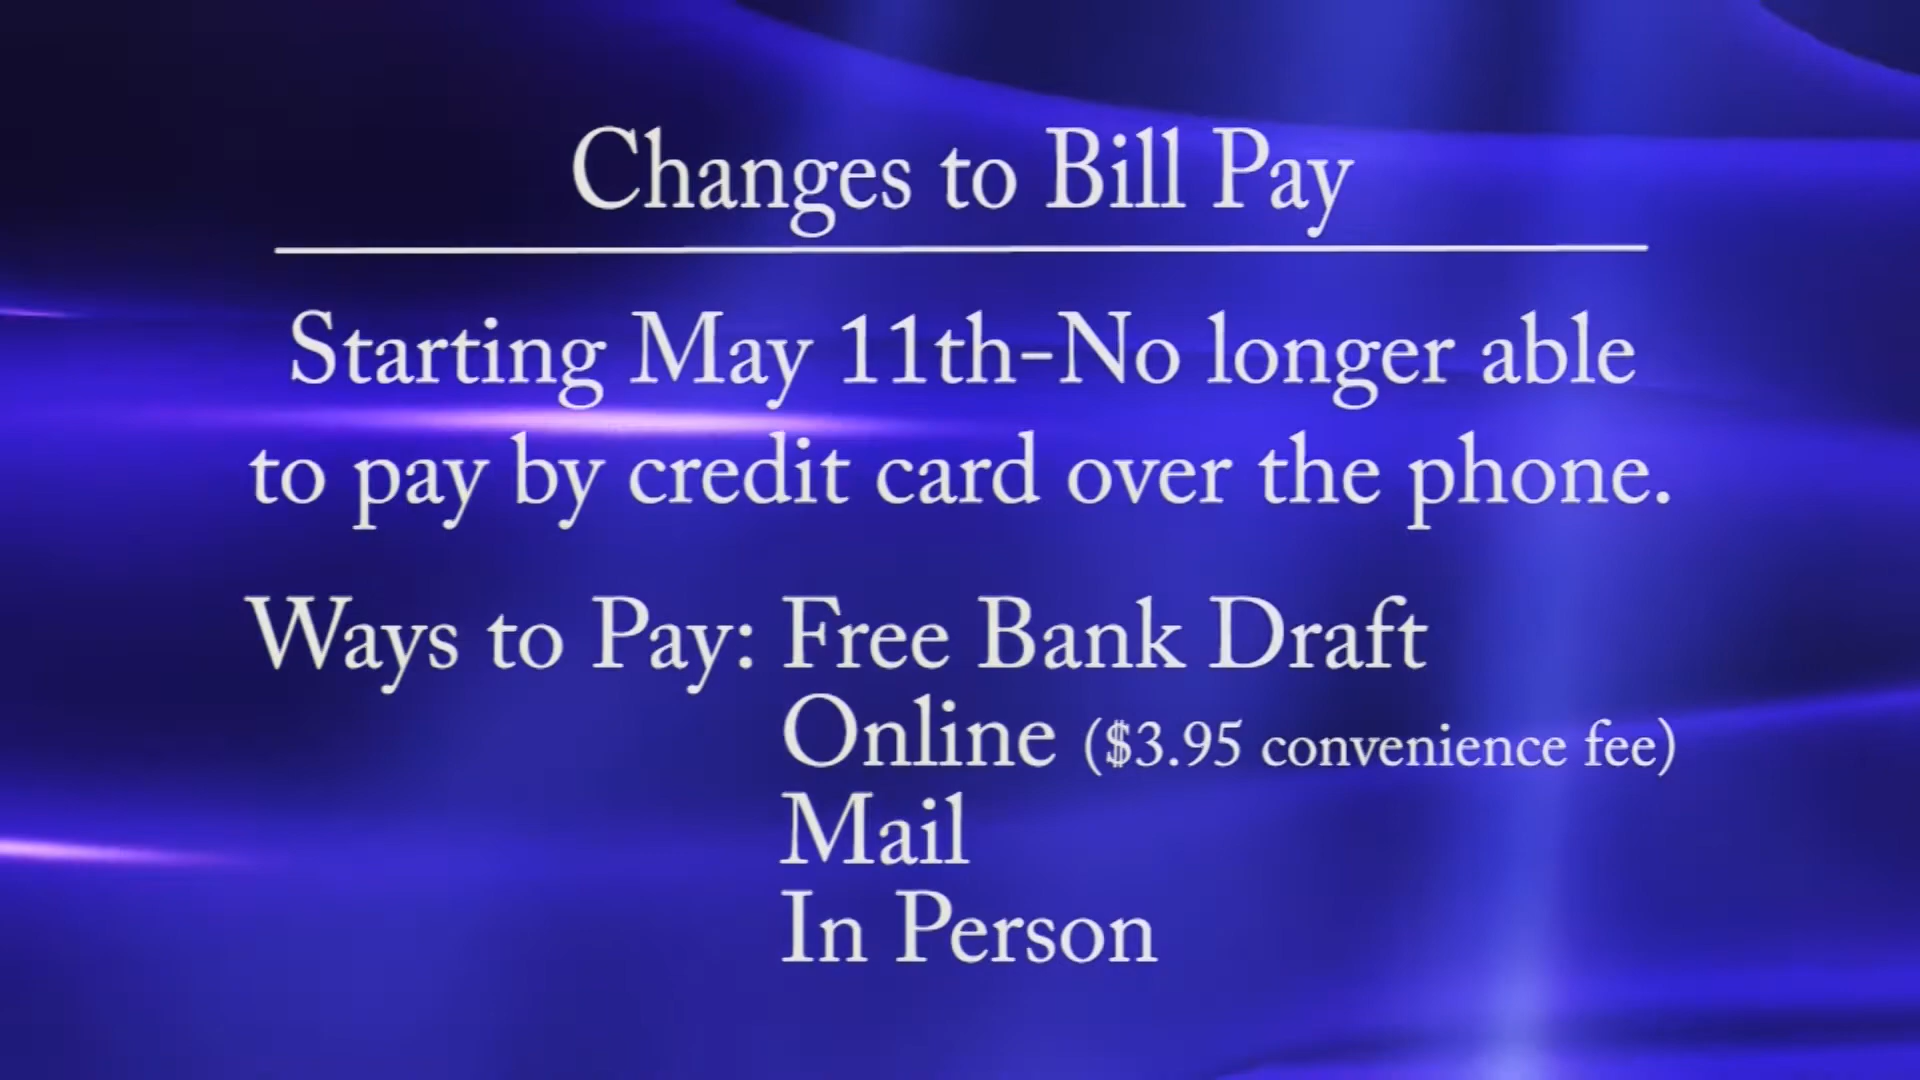 Changes to Bill Pay
Starting May 11th-No longer able
to pay by credit card over the phone.
Ways to Pay: Free Bank Draft
Online ($3.95 convenience fee)
Mail
In Person